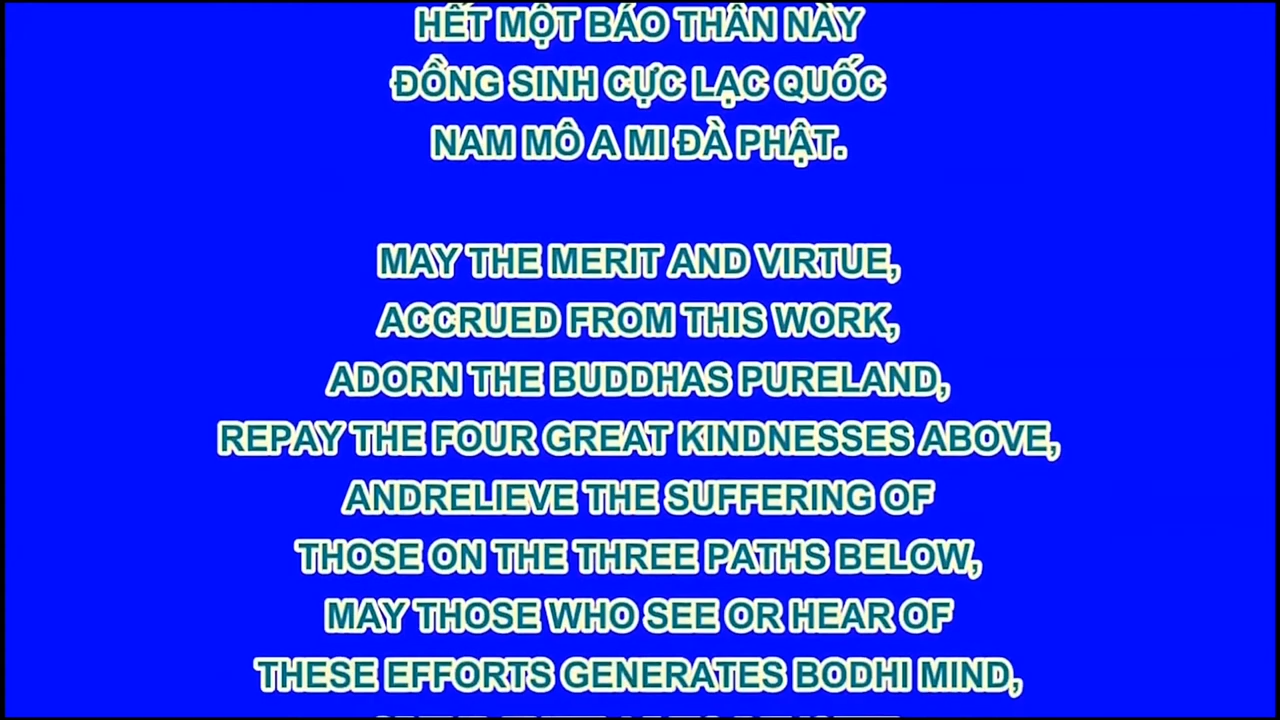 HẾT MỘT BÁO THÂN NÀY
ĐỒNG SINH CỰC LẠC QUỐC
NAM MÔ A MI ĐÀ PHẬT.
MAY THE MERIT AND VIRTUE,
ACCRUED FROM THIS WORK,
ADORN THE BUDDHAS PURELAND,
REPAY THE FOUR GREAT KINDNESSES ABOVE,
ANDRELIEVE THE SUFFERING OF
THOSE ON THE THREE PATHS BELOW,
MAY THOSE WHO SEE OR HEAR OF
THESE EFFORTS GENERATES BODHI MIND,